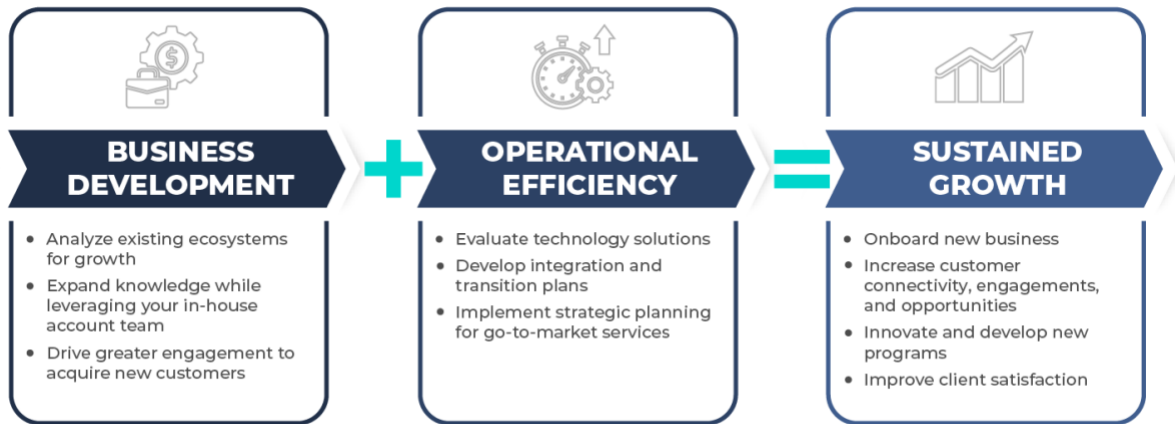 $
BUSINESS
DEVELOPMENT
• Analyze existing ecosystems
for growth
• Expand knowledge while
leveraging your in-house
account team
• Drive greater engagement to
acquire new customers
+
OPERATIONAL
EFFICIENCY
• Evaluate technology solutions
• Develop integration and
transition plans
• Implement strategic planning
for go-to-market services
=
SUSTAINED
GROWTH
• Onboard new business
• Increase customer
connectivity, engagements,
and opportunities
• Innovate and develop new
programs
• Improve client satisfaction